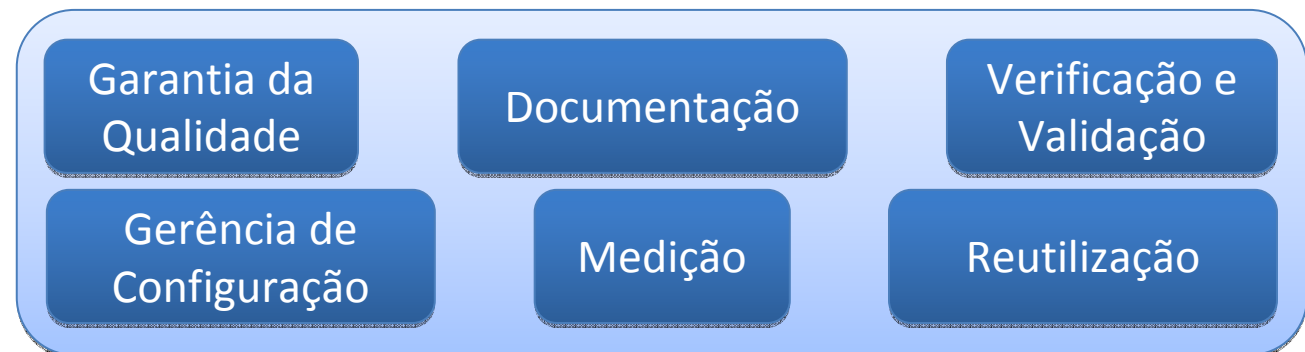 Garantia da
Qualidade
Documentação
Verificação e
Validação
Gerência de
Configuração
Medição
Reutilização